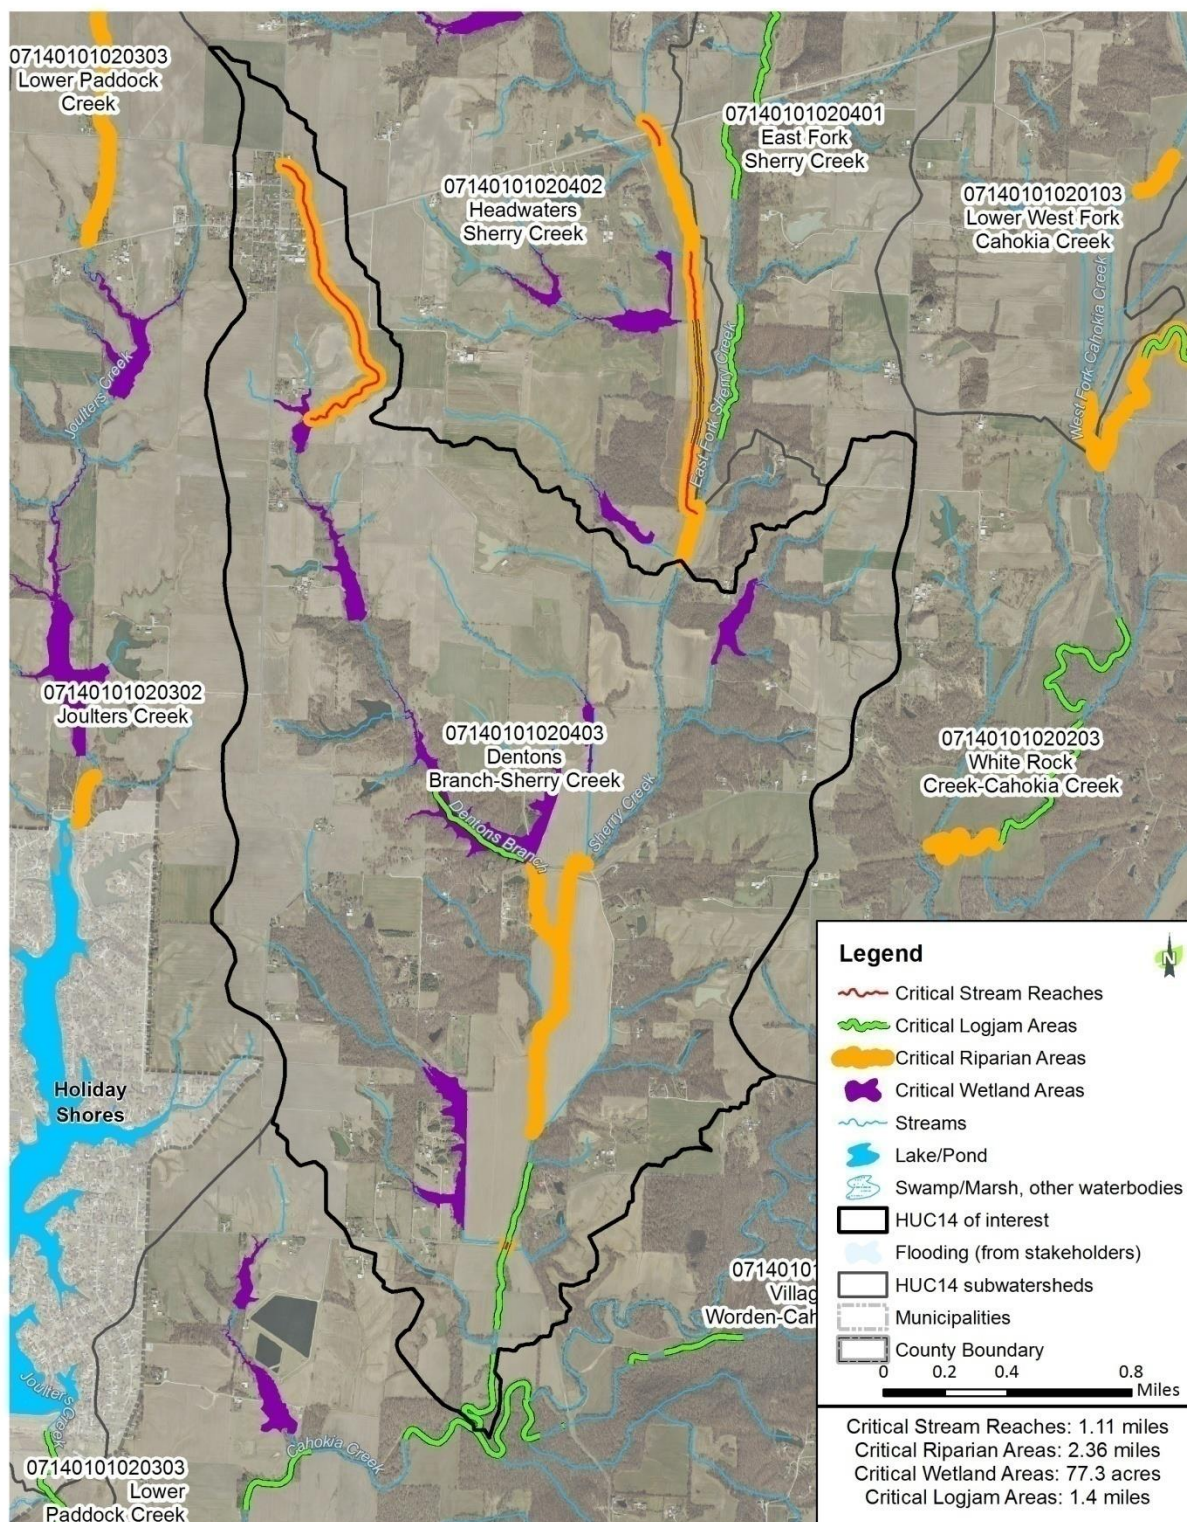 07140101020303
Lower Paddock
Creek
07140101020401
East Fork
Sherry Creek
07140101020402
Headwaters
Sherry Creek
07140101020103
Lower West Fork
Cahokia Creek
Joulters Creek
East Fork Sherry Creek
West Fork Cahokia Creek
07140101020302
Joulters Creek
07140101020403
Dentons
Branch-Sherry Creek
07140101020203
White Rock
Creek-Cahokia Creek
Dentons Branch
Sherry Creek
Holiday
Shores
Legend
N
Critical Stream Reaches
Critical Logjam Areas
Critical Riparian Areas
Critical Wetland Areas
Streams
Lake/Pond
Swamp/Marsh, other waterbodies
HUC14 of interest
Flooding (from stakeholders)
HUC14 subwatersheds
Municipalities
County Boundary
0 0.2 0.4 0.8
Miles
Critical Stream Reaches: 1.11 miles
Critical Riparian Areas: 2.36 miles
Critical Wetland Areas: 77.3 acres
Critical Logjam Areas: 1.4 miles
Joulters Creek
Cahokia Creek
07140101020303
Lower
Paddock Creek